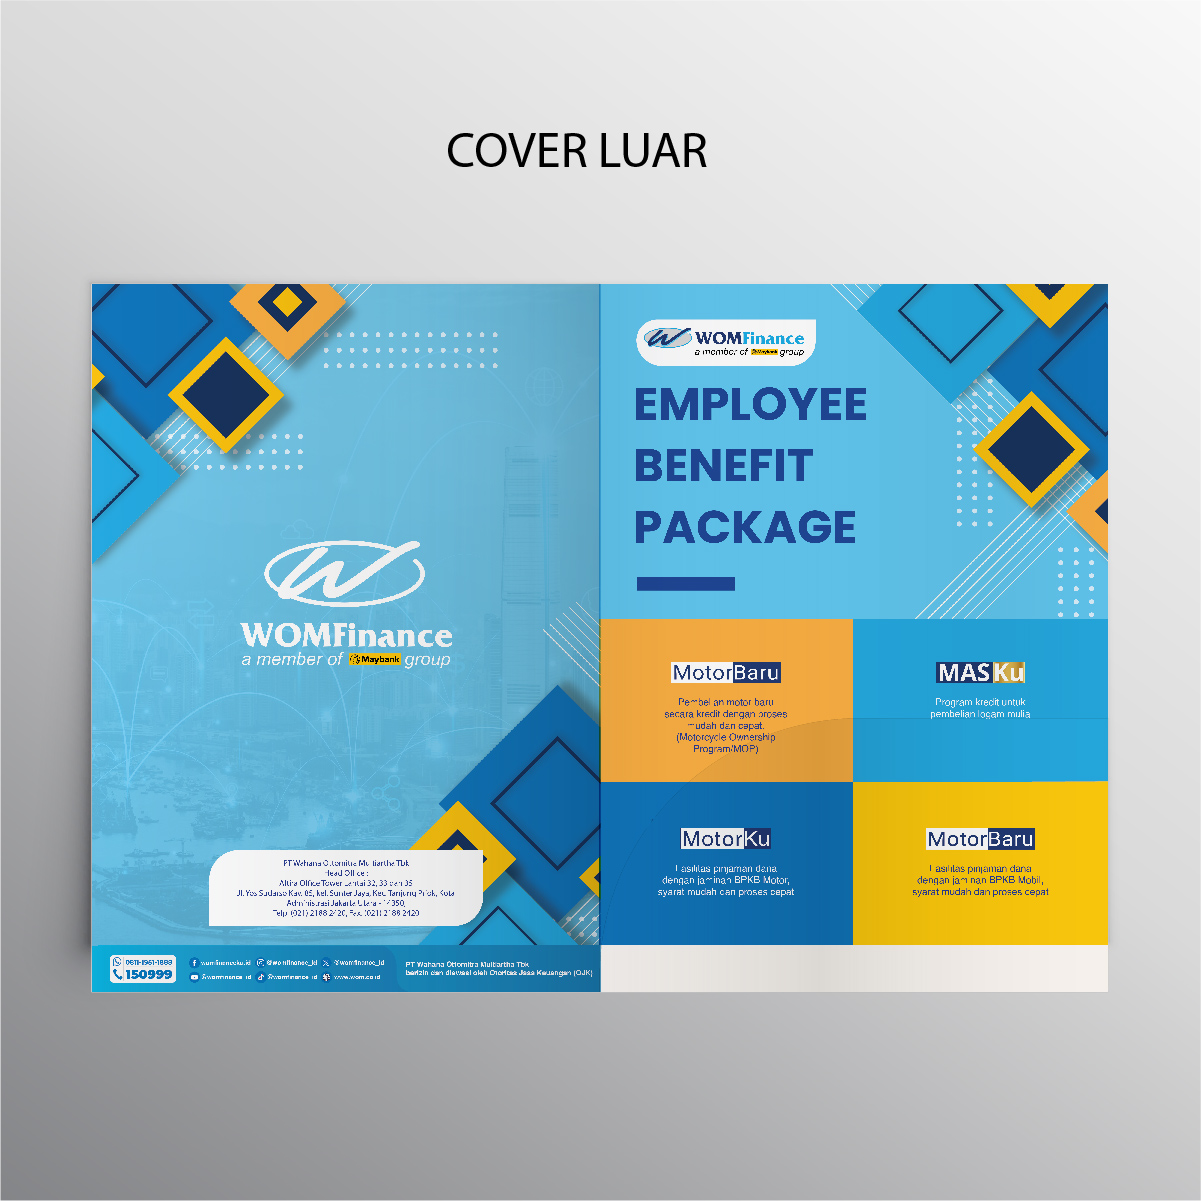 COVER LUAR
WOMFinance
a member of Maybank group
PT Wahana Ottomitra Multiartha Tbk
Head Office :
Altira Office Tower Lantai 32, 33 dan 35
Jl. Yos Sudarso Kav. 85, kel. Sunter Jaya, Kec Tanjung Priok, Kota
Administrasi Jakarta Utara - 14350,
Telp. (021) 2188 2420, Fax. (021) 2188 2420
0811-1961-1888
150999
womfinanceku.id @womfinance_id @womfinance_id
@womfinance_id @womfinance_id www.wom.co.id
PT Wahana Ottomitra Multiartha Tbk
berizin dan diawasi oleh Otoritas Jasa Keuangan (OJK)
WOMFinance
a member of Maybank group
EMPLOYEE
BENEFIT
PACKAGE
MotorBaru
Pembelian motor baru
secara kredit dengan proses
mudah dan cepat.
(Motorcycle Ownership
Program/MOP)
MASKu
Program kredit untuk
pembelian logam mulia
MotorKu
Fasilitas pinjaman dana
dengan jaminan BPKB Motor,
syarat mudah dan proses cepat
MotorBaru
Fasilitas pinjaman dana
dengan jaminan BPKB Mobil,
syarat mudah dan proses cepat